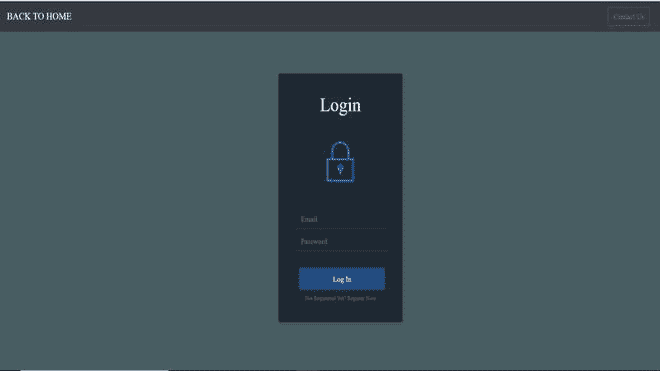 BACK TO HOME
Contact Us
Login
Email
Password
Log In
Not Registered Yet? Register Now